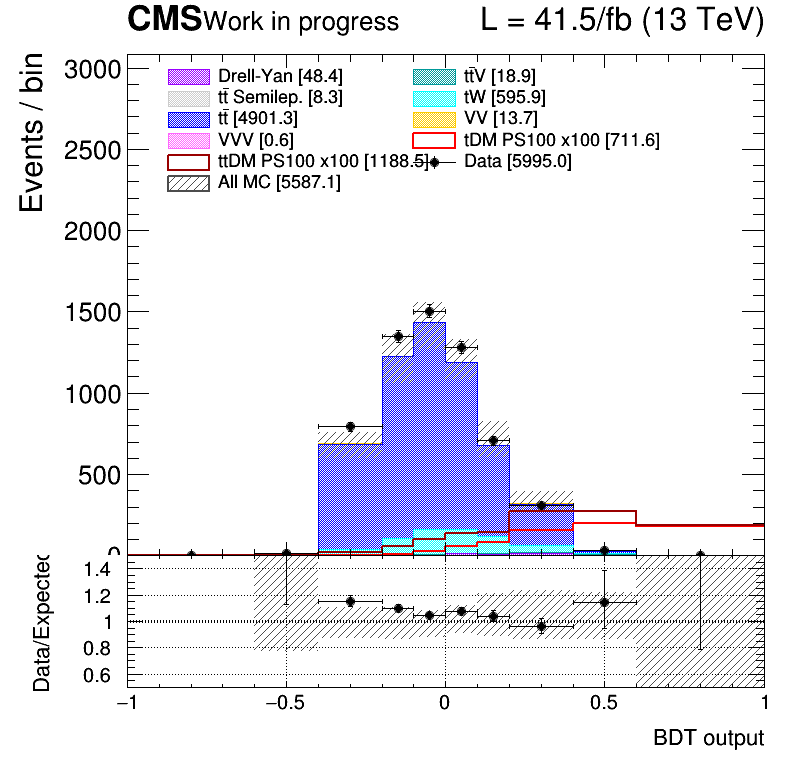 CMS Work in progress L = 41.5/fb (13 TeV)
Events / bin
3000
2500
2000
1500
1000
500
0
Drell-Yan [48.4] tt̄V [18.9]
tt̄ Semilep. [8.3] tW [595.9]
tt̄ [4901.3] VV [13.7]
VVV [0.6] tDM PS100 x100 [711.6]
ttDM PS100 x100 [1188.5] Data [5995.0]
All MC [5587.1]
Data/Expected
1.4
1.2
1
0.8
0.6
−1 −0.5 0 0.5 1
BDT output